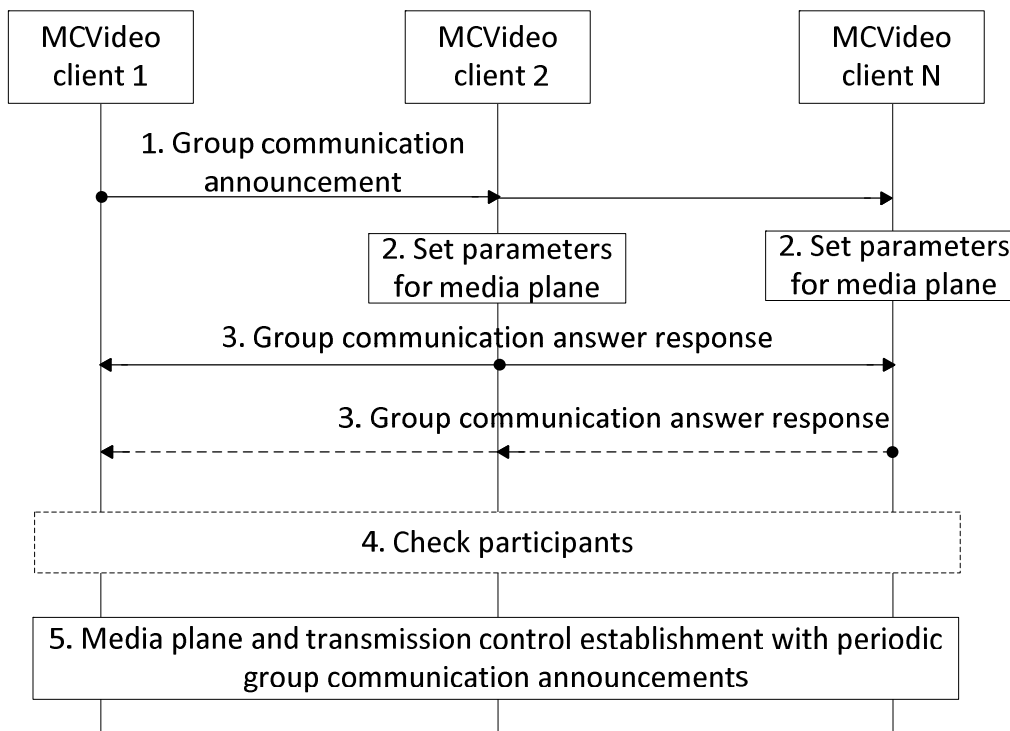 MCVideo
client 1
MCVideo
client 2
MCVideo
client N
1. Group communication
announcement
2. Set parameters
for media plane
2. Set parameters
for media plane
3. Group communication answer response
3. Group communication answer response
4. Check participants
5. Media plane and transmission control establishment with periodic
group communication announcements